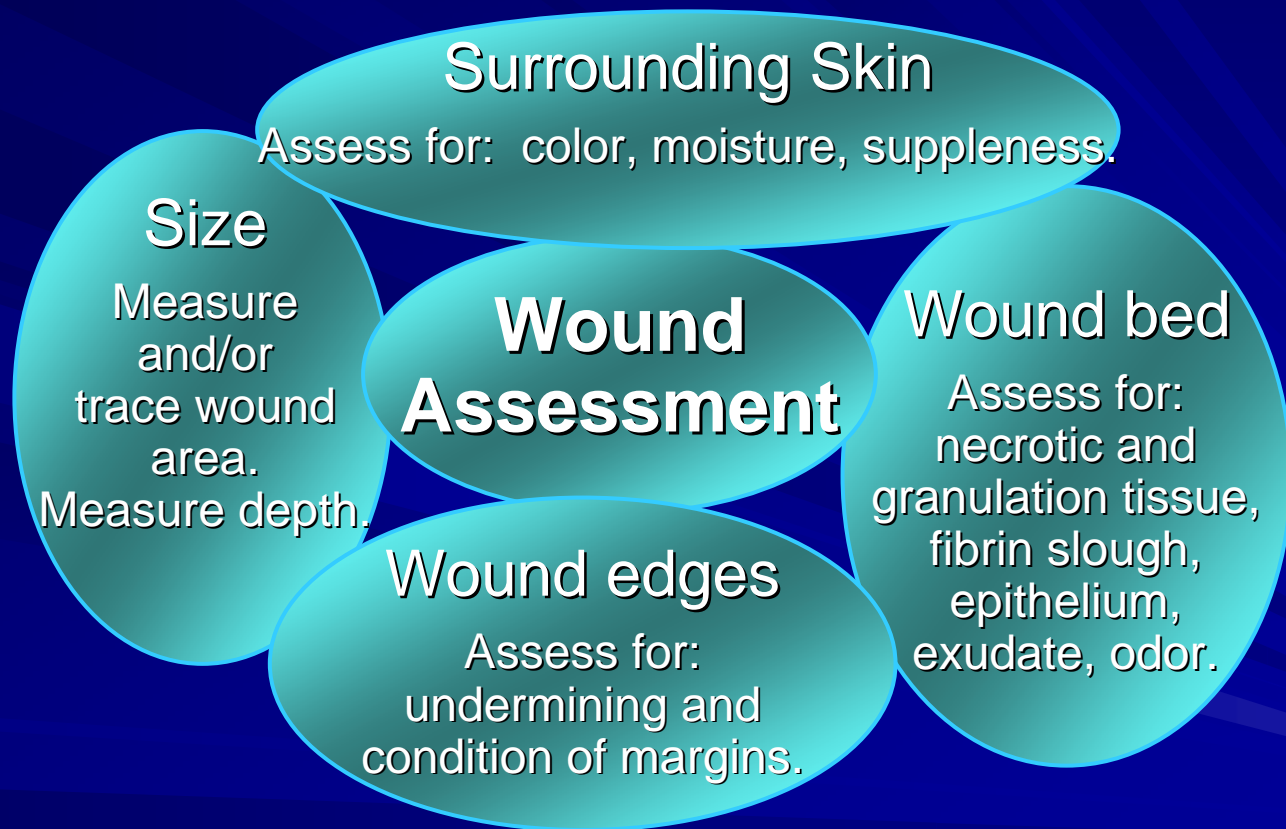 Surrounding Skin
Assess for:  color, moisture, suppleness.
Size
Measure
and/or
trace wound
area.
Measure depth.
Wound
Assessment
Wound bed
Assess for:
necrotic and
granulation tissue,
fibrin slough,
epithelium,
exudate, odor.
Wound edges
Assess for:
undermining and
condition of margins.